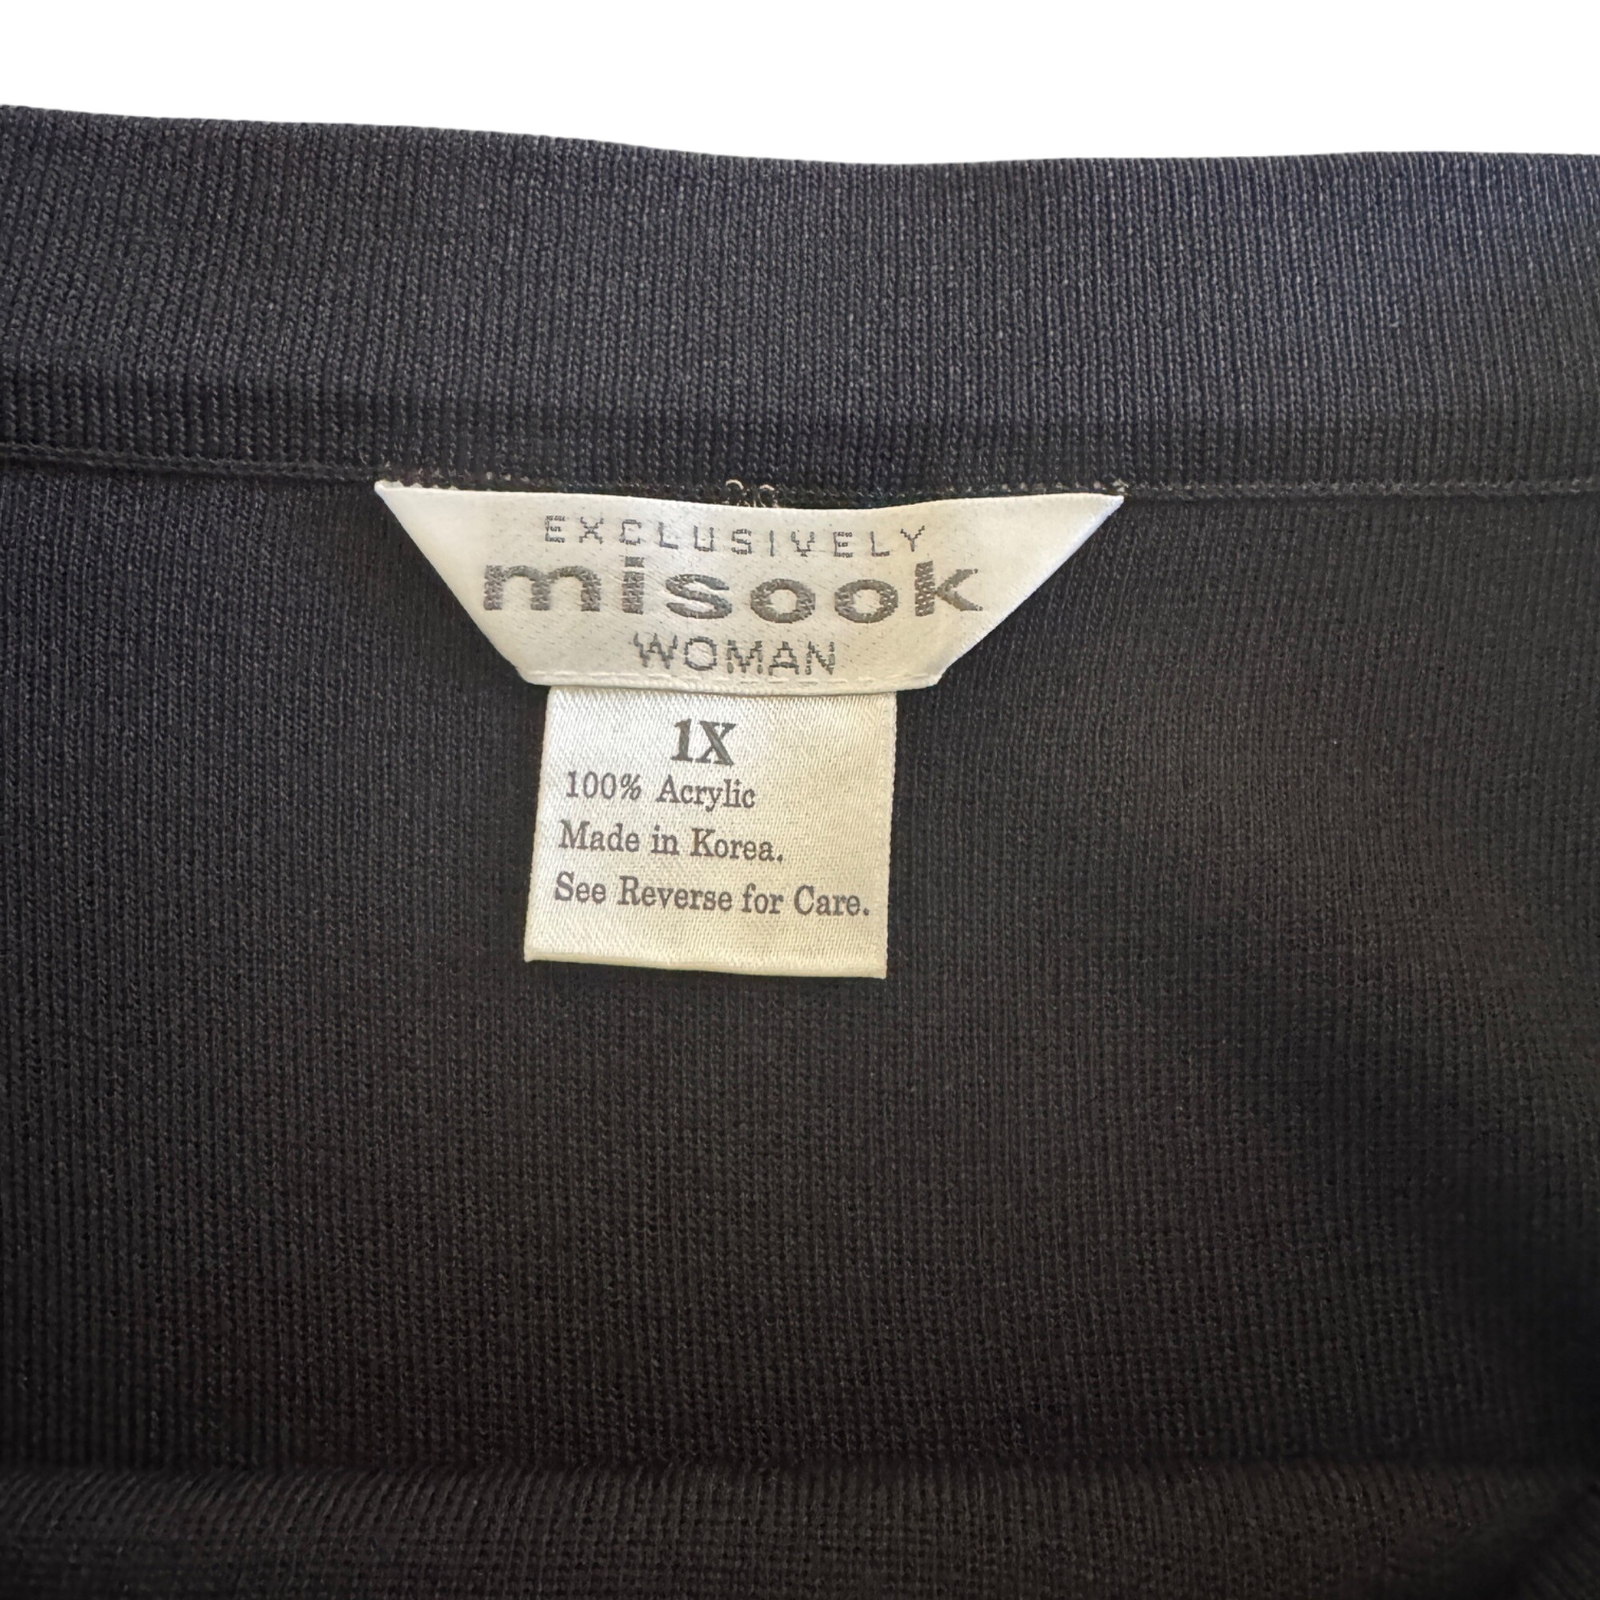 EXCLUSIVELY
misook
WOMAN
1X
100% Acrylic
Made in Korea.
See Reverse for Care.